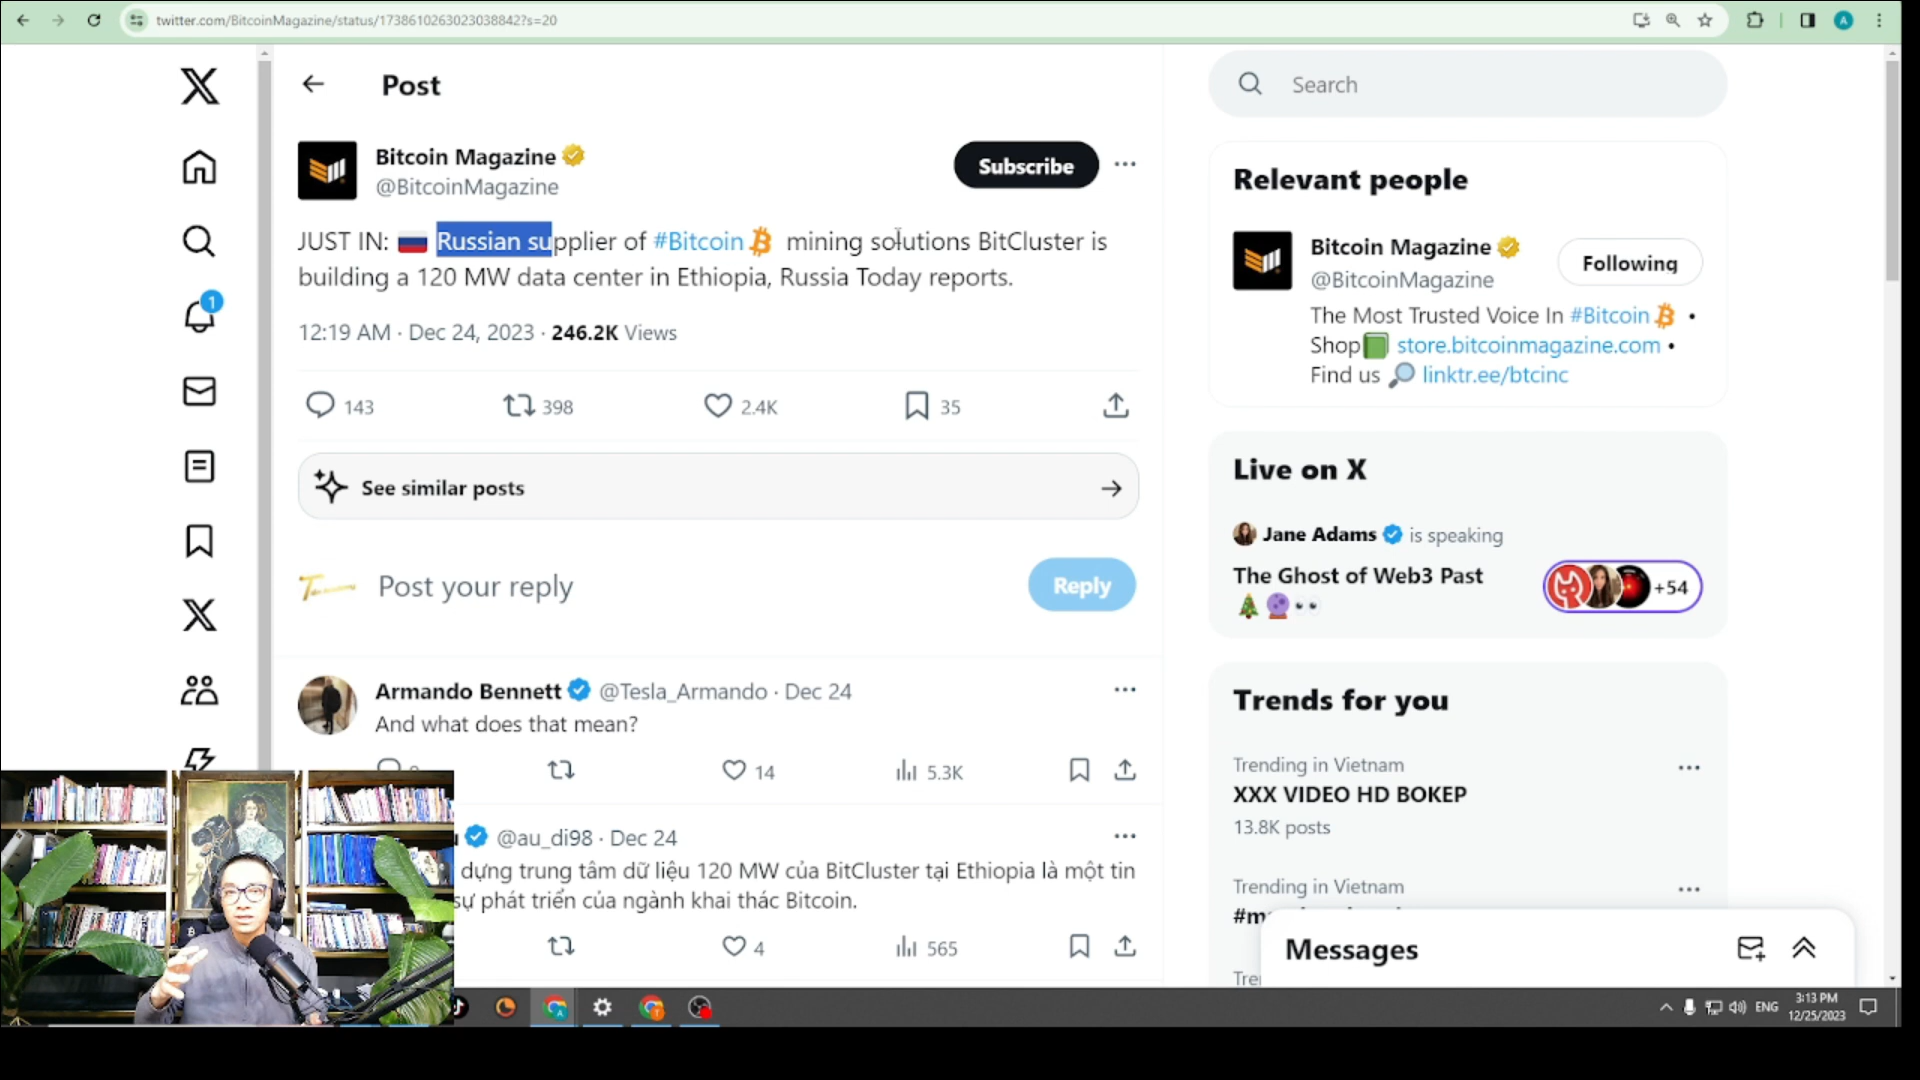 twitter.com/BitcoinMagazine/status/1738610263023038842?s=20
A
Post
Search
Bitcoin Magazine
@BitcoinMagazine
Subscribe
JUST IN: Russian supplier of #Bitcoin mining solutions BitCluster is
building a 120 MW data center in Ethiopia, Russia Today reports.
12:19 AM · Dec 24, 2023 · 246.2K Views
143
398
2.4K
35
See similar posts
Post your reply
Reply
Armando Bennett @Tesla_Armando · Dec 24
And what does that mean?
14
5.3K
@au_di98 · Dec 24
dựng trung tâm dữ liệu 120 MW của BitCluster tại Ethiopia là một tin
sự phát triển của ngành khai thác Bitcoin.
4
565
1
Relevant people
Bitcoin Magazine
@BitcoinMagazine
Following
The Most Trusted Voice In #Bitcoin •
Shop store.bitcoinmagazine.com •
Find us linktr.ee/btcinc
Live on X
Jane Adams is speaking
The Ghost of Web3 Past
+54
Trends for you
Trending in Vietnam
XXX VIDEO HD BOKEP
13.8K posts
Trending in Vietnam
Messages
ENG
3:13 PM
12/25/2023